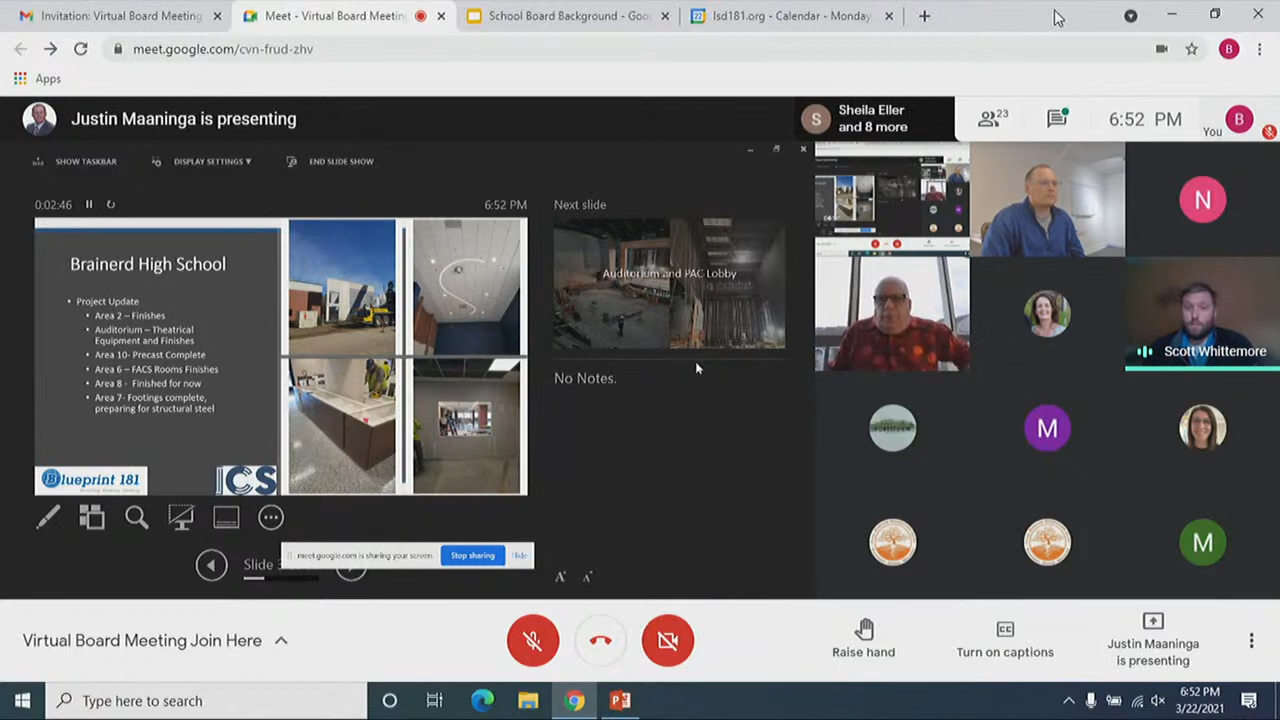 Invitation: Virtual Board Meeting
Meet - Virtual Board Meeting
School Board Background - Goo
Isd181.org - Calendar - Monday
meet.google.com/cvn-frud-zhv
B
Apps
Justin Maaninga is presenting
S
Sheila Eller
and 8 more
23
6:52 PM
You
B
SHOW TASKBAR
DISPLAY SETTINGS
END SLIDE SHOW
0:02:46
6:52 PM
Next slide
Brainerd High School
• Project Update
• Area 2 – Finishes
• Auditorium – Theatrical
Equipment and Finishes
• Area 10- Precast Complete
• Area 6 – FACS Rooms Finishes
• Area 8 - Finished for now
• Area 7- Footings complete,
preparing for structural steel
Blueprint 181
ICS
Auditorium and PAC Lobby
No Notes.
N
Scott Whittemore
M
M
meet.google.com is sharing your screen.
Stop sharing
Hide
Slide
A
A
Virtual Board Meeting Join Here
Raise hand
CC
Turn on captions
Justin Maaninga
is presenting
Type here to search
6:52 PM
3/22/2021